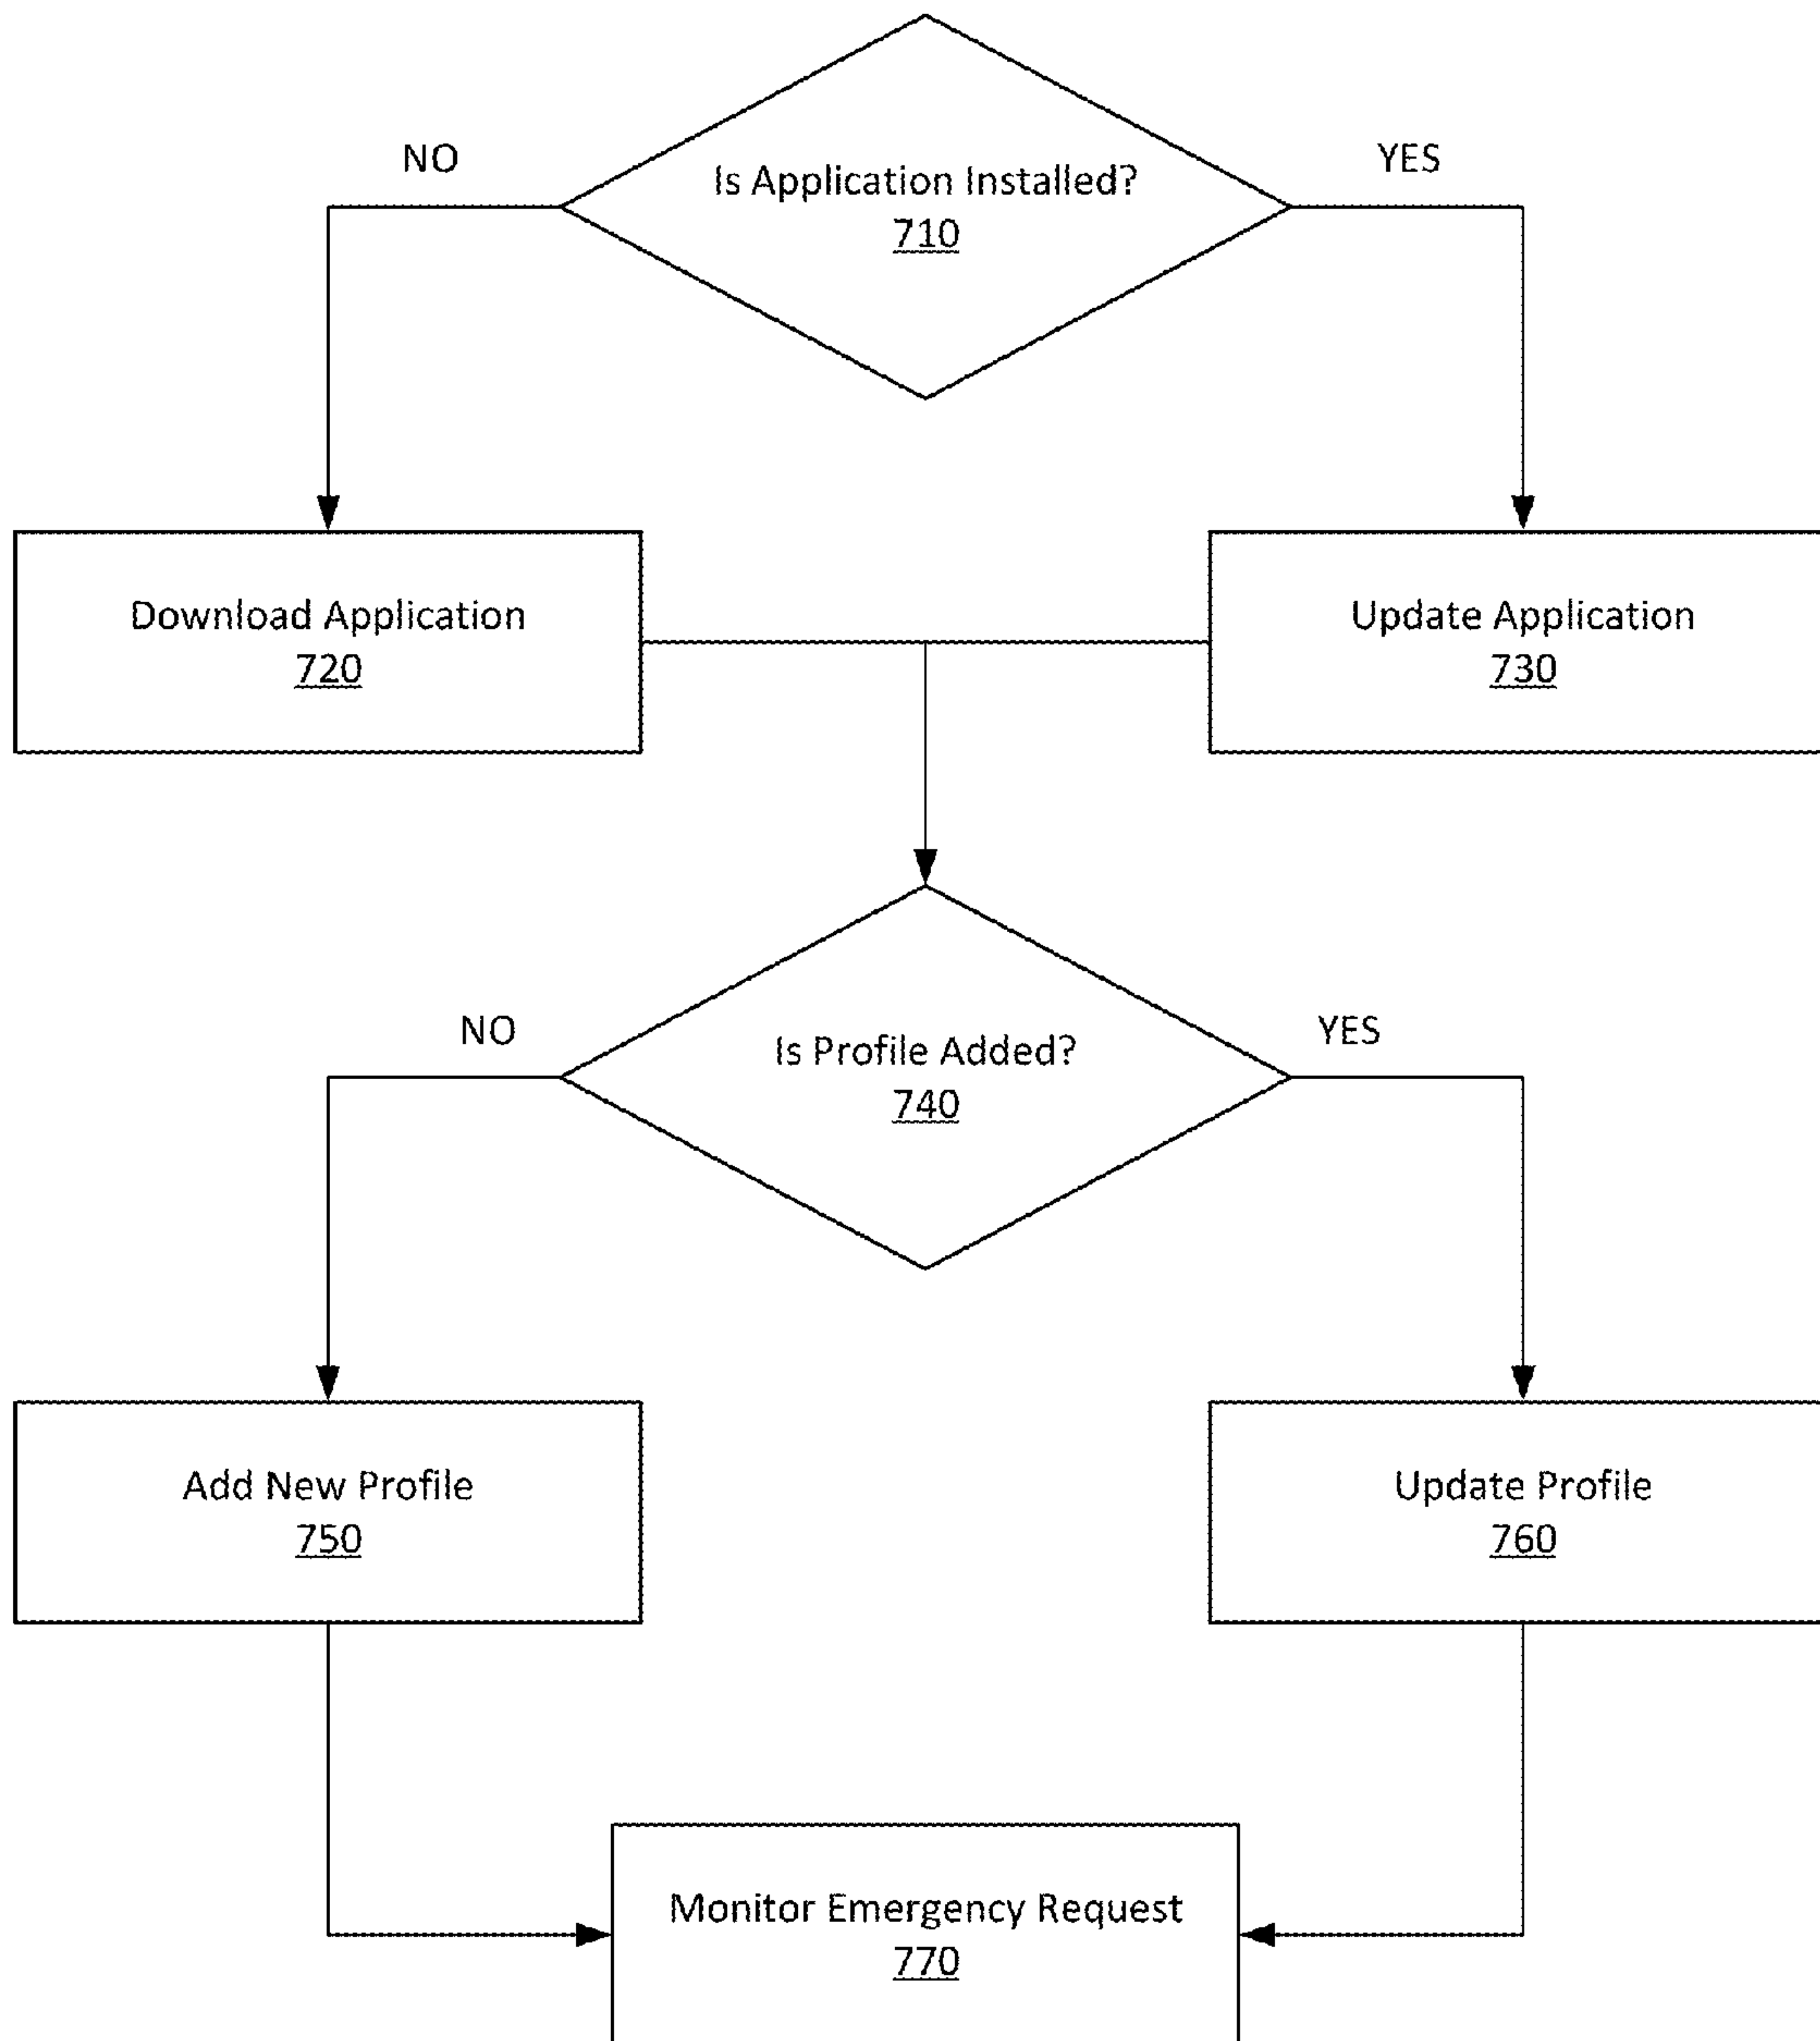 NO
Is Application Installed?
YES
710
Download Application
720
Update Application
730
NO
Is Profile Added?
YES
740
Add New Profile
750
Update Profile
760
Monitor Emergency Request
770